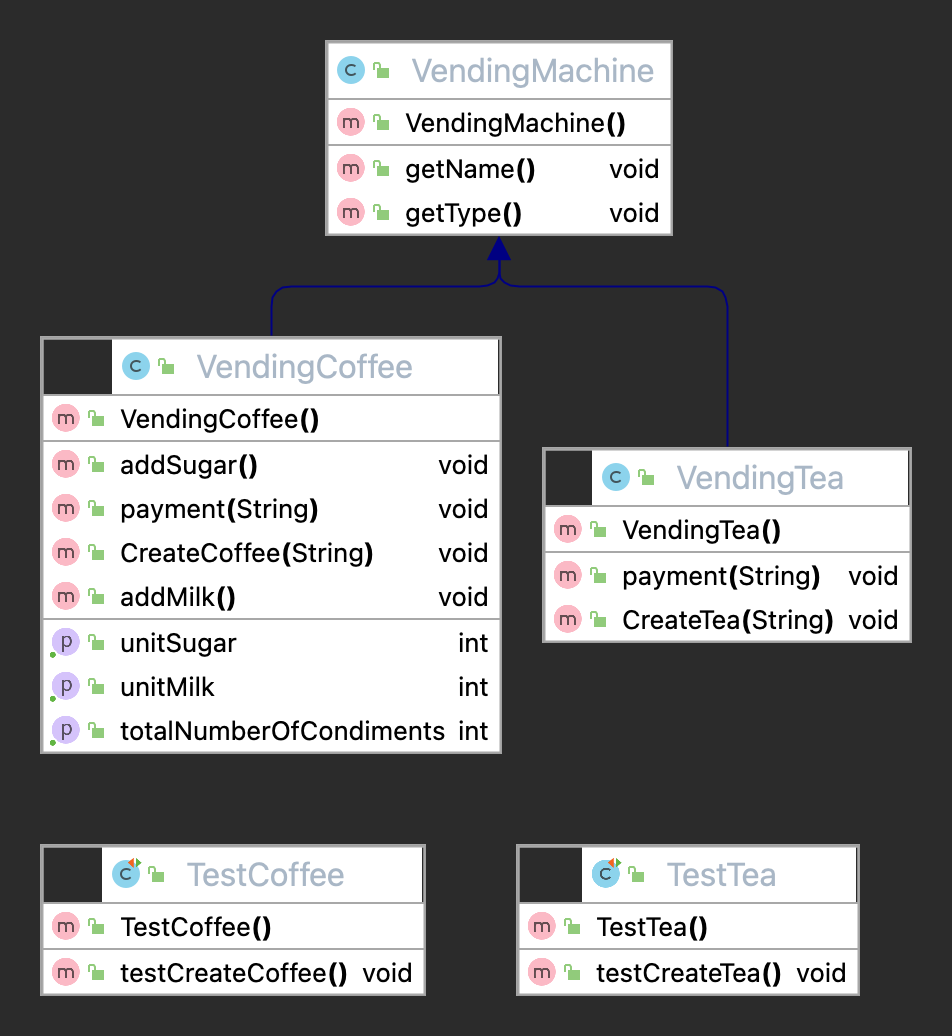 C VendingMachine
m VendingMachine()
m getName() void
m getType() void
C VendingCoffee
m VendingCoffee()
m addSugar() void
m payment(String) void
m CreateCoffee(String) void
m addMilk() void
p unitSugar int
p unitMilk int
p totalNumberOfCondiments int
C VendingTea
m VendingTea()
m payment(String) void
m CreateTea(String) void
C TestCoffee
m TestCoffee()
m testCreateCoffee() void
C TestTea
m TestTea()
m testCreateTea() void